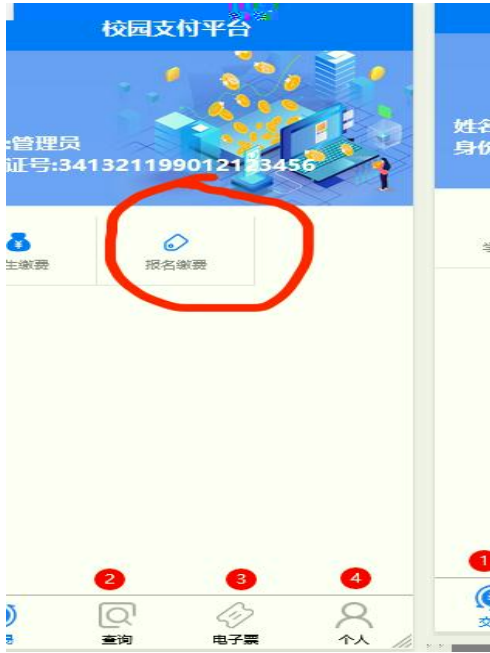 校园支付平台
:管理员
证号:341321199012123456
姓名
身份
生缴费
报名缴费
2
3
4
1
查询
电子票
个人
交